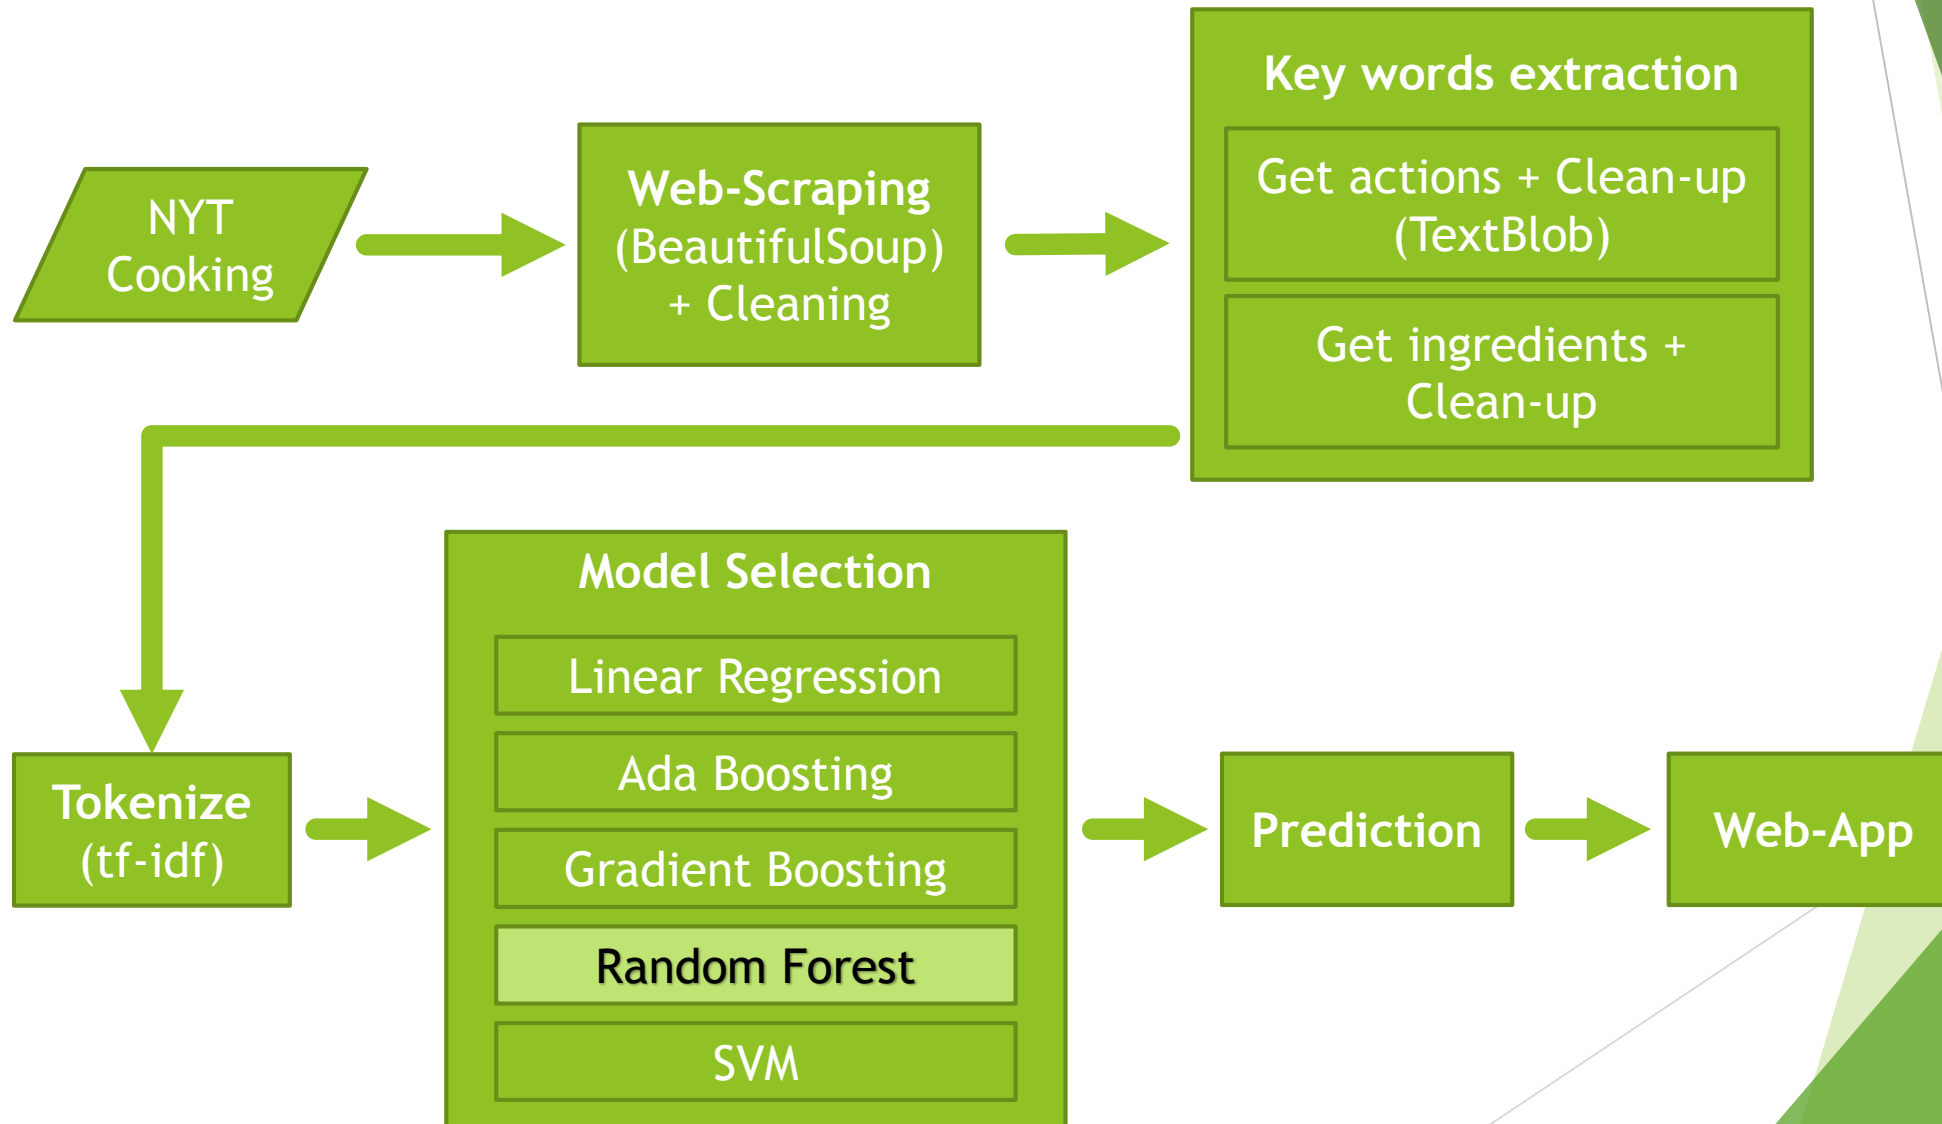 NYT
Cooking
Web-Scraping
(BeautifulSoup)
+ Cleaning
Key words extraction
Get actions + Clean-up
(TextBlob)
Get ingredients +
Clean-up
Tokenize
(tf-idf)
Model Selection
Linear Regression
Ada Boosting
Gradient Boosting
Random Forest
SVM
Prediction
Web-App